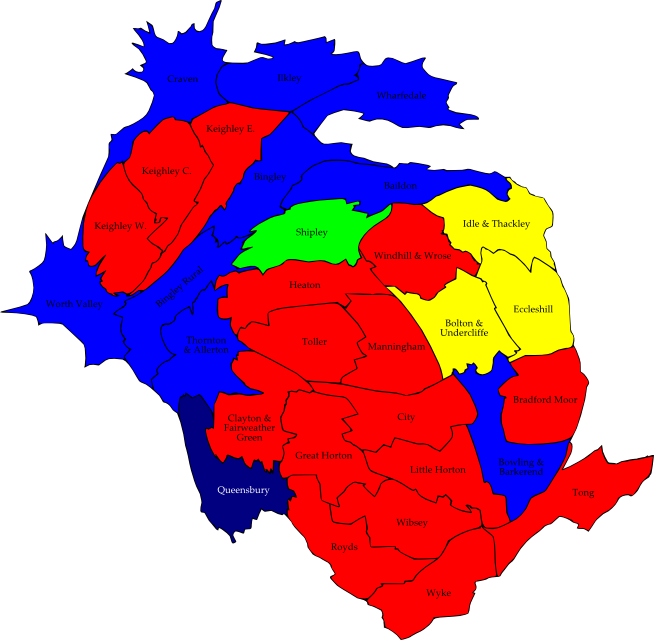 Craven
Ilkley
Wharfedale
Keighley E.
Keighley C.
Bingley
Baildon
Keighley W.
Idle & Thackley
Shipley
Windhill & Wrose
Bingley Rural
Heaton
Worth Valley
Eccleshill
Bolton &
Undercliffe
Toller
Manningham
Thornton
& Allerton
Bradford Moor
Clayton &
Fairweather
Green
City
Great Horton
Little Horton
Bowling &
Barkerend
Queensbury
Tong
Wibsey
Royds
Wyke